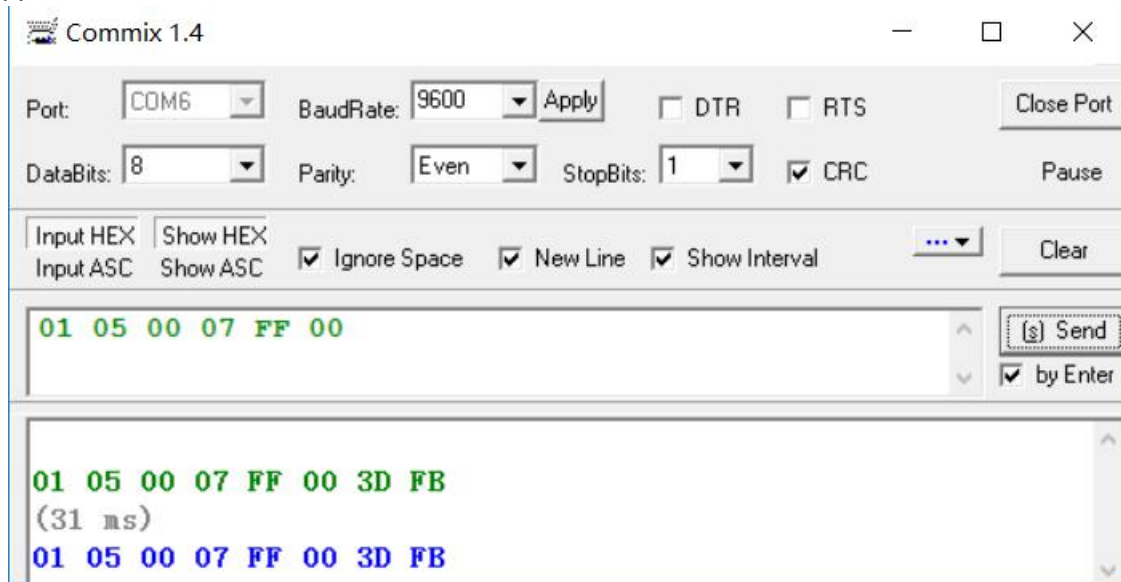 Commix 1.4
Port: COM6 BaudRate: 9600 Apply DTR RTS Close Port
DataBits: 8 Parity: Even StopBits: 1 CRC Pause
Input HEX Show HEX
Input ASC Show ASC Ignore Space New Line Show Interval ... Clear
01 05 00 07 FF 00 (s) Send
by Enter
01 05 00 07 FF 00 3D FB
(31 ms)
01 05 00 07 FF 00 3D FB